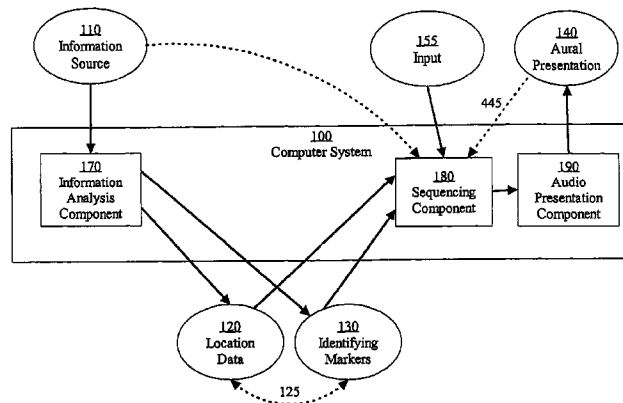 110
Information
Source
155
Input
140
Aural
Presentation
445
100
Computer System
170
Information
Analysis
Component
180
Sequencing
Component
190
Audio
Presentation
Component
120
Location
Data
130
Identifying
Markers
125